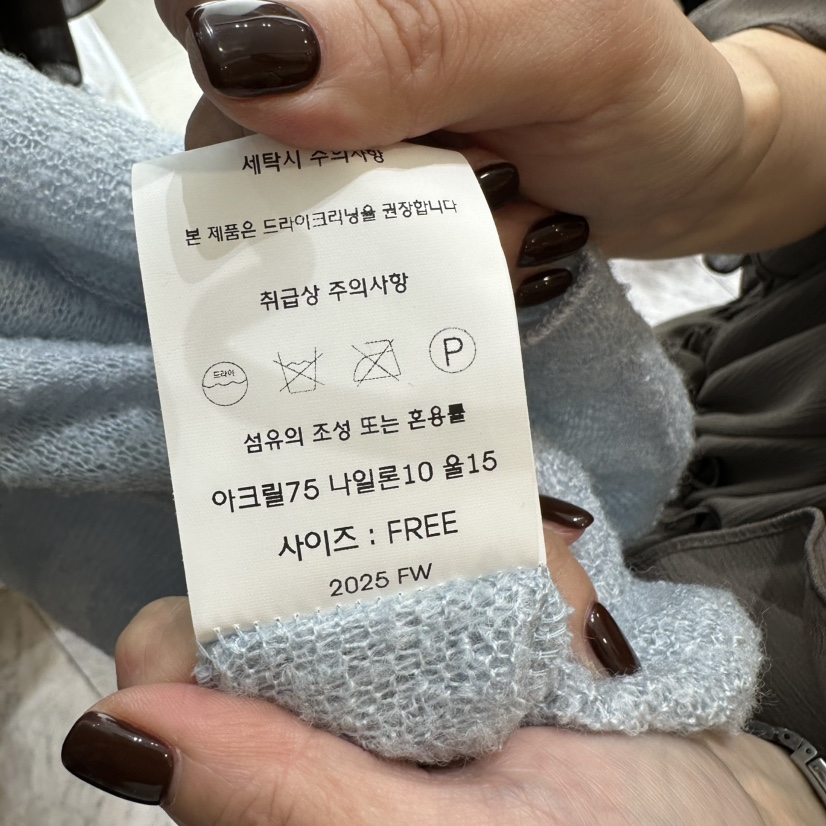 세탁시 주의사항
본 제품은 드라이크리닝을 권장합니다
취급상 주의사항
드라이
P
섬유의 조성 또는 혼용률
아크릴75 나일론10 울15
사이즈 : FREE
2025 FW